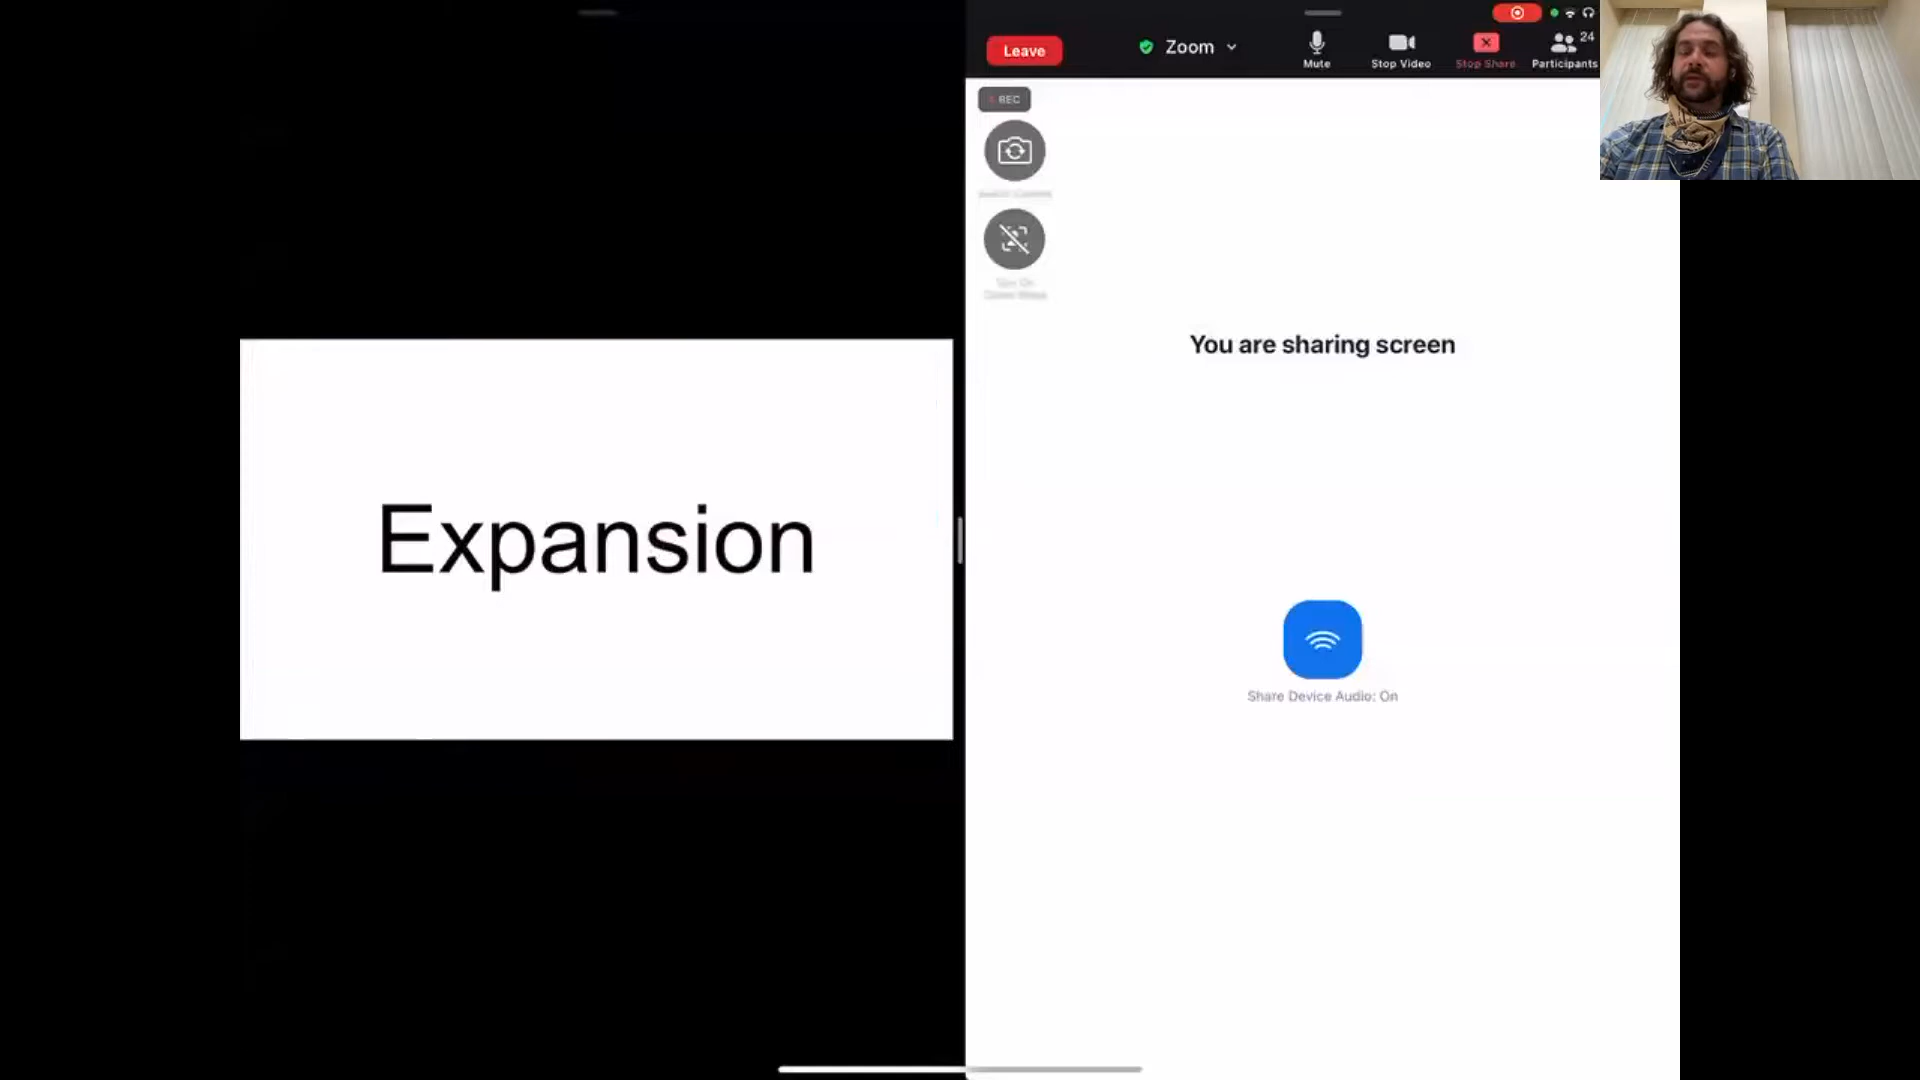 Leave
Zoom
Mute
Stop Video
Stop Share
Participants
24
REC
You are sharing screen
Expansion
Share Device Audio: On